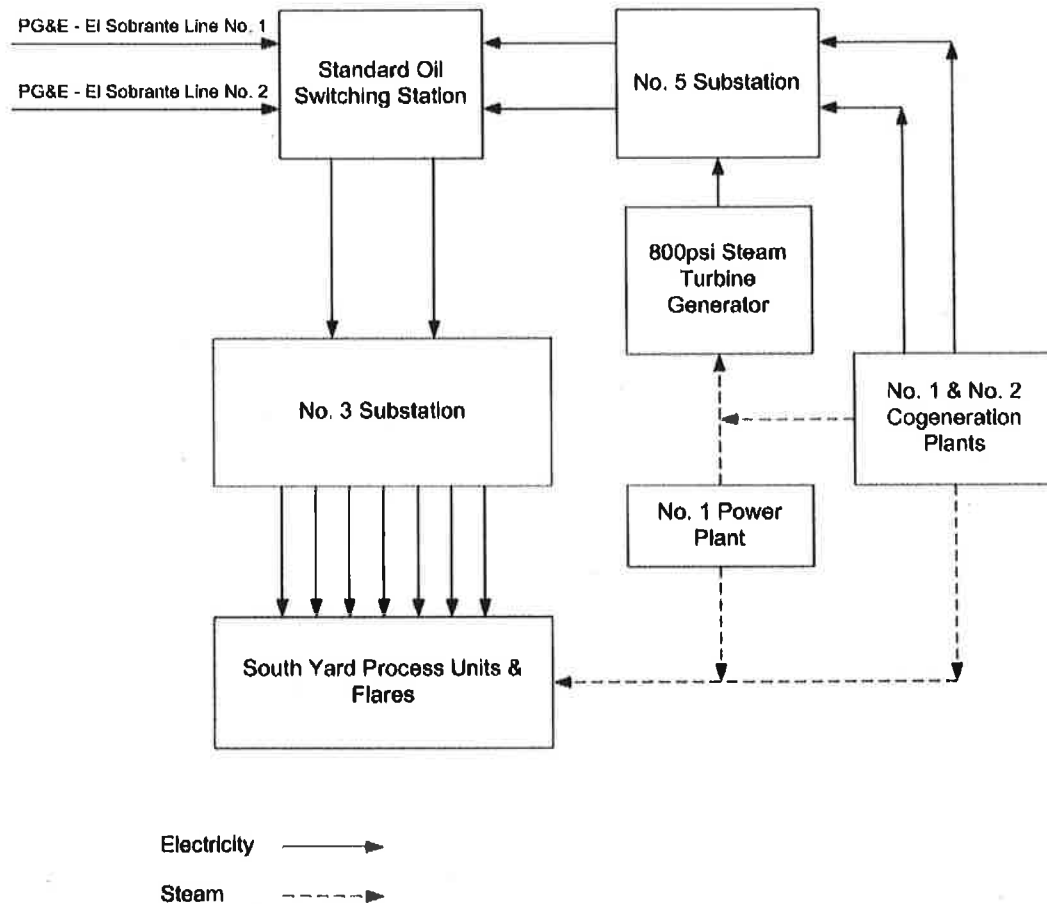 PG&E - El Sobrante Line No. 1
PG&E - El Sobrante Line No. 2
Standard Oil
Switching Station
No. 5 Substation
800psi Steam
Turbine
Generator
No. 3 Substation
No. 1 & No. 2
Cogeneration
Plants
No. 1 Power
Plant
South Yard Process Units &
Flares
Electricity
Steam